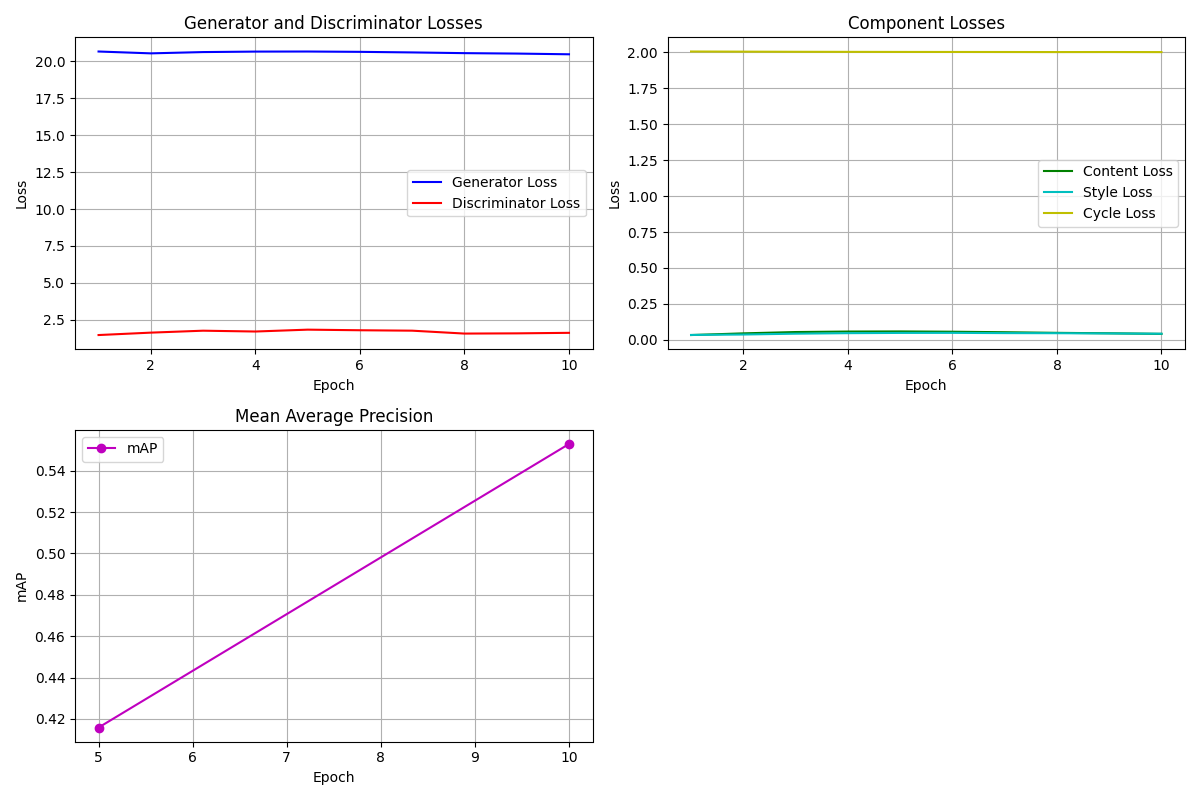 Generator and Discriminator Losses
20.0
17.5
15.0
12.5
10.0
7.5
5.0
2.5
Loss
Generator Loss
Discriminator Loss
2 4 6 8 10
Epoch
Component Losses
2.00
1.75
1.50
1.25
1.00
0.75
0.50
0.25
0.00
Loss
Content Loss
Style Loss
Cycle Loss
2 4 6 8 10
Epoch
Mean Average Precision
mAP
0.54
0.52
0.50
0.48
0.46
0.44
0.42
mAP
5 6 7 8 9 10
Epoch